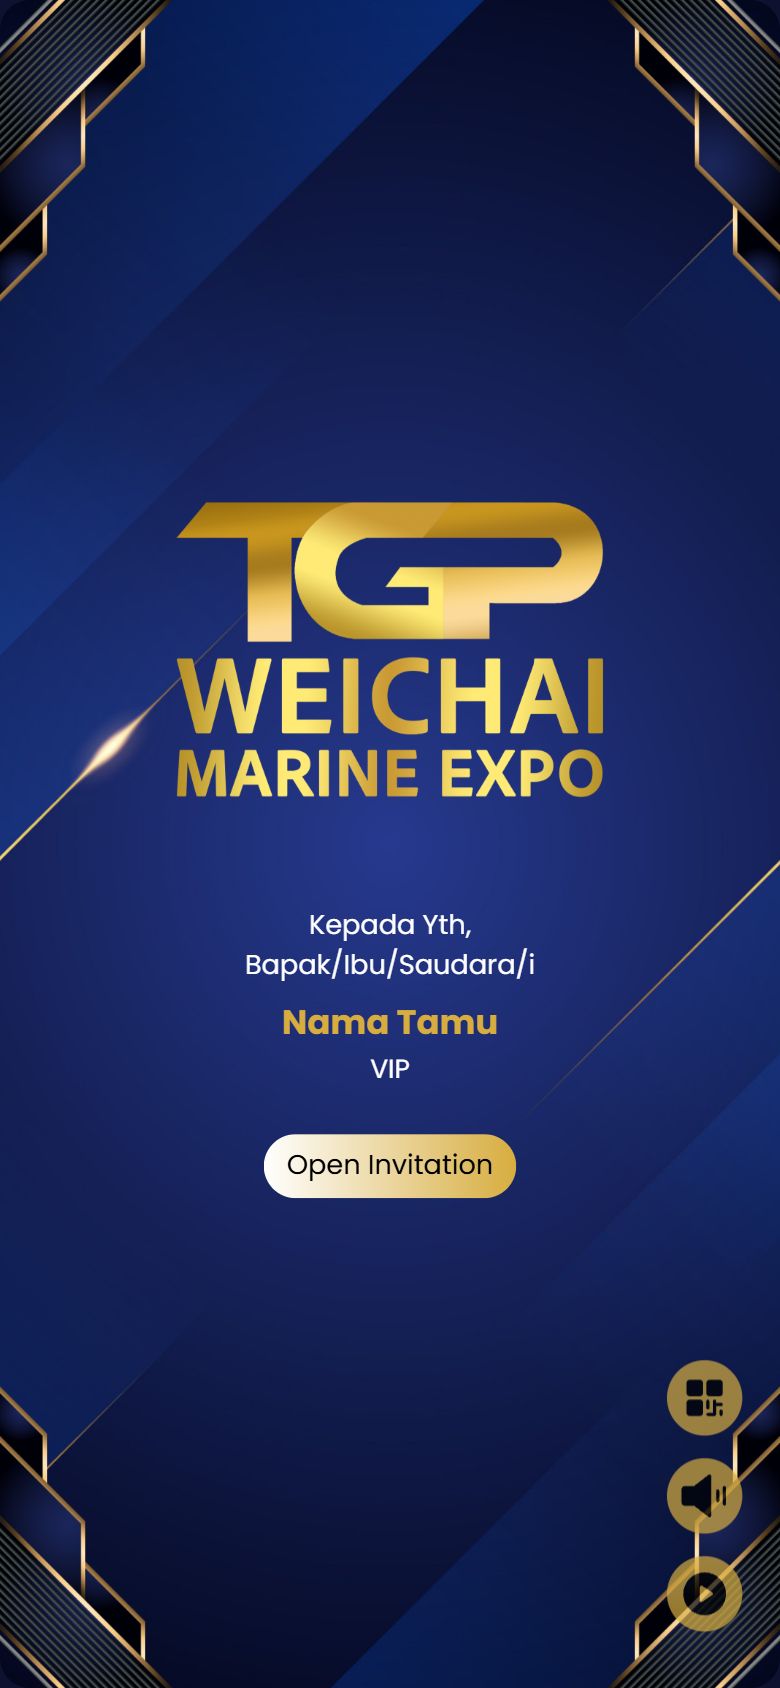 TGP
WEICHAI
MARINE EXPO
Kepada Yth,
Bapak/Ibu/Saudara/i
Nama Tamu
VIP
Open Invitation